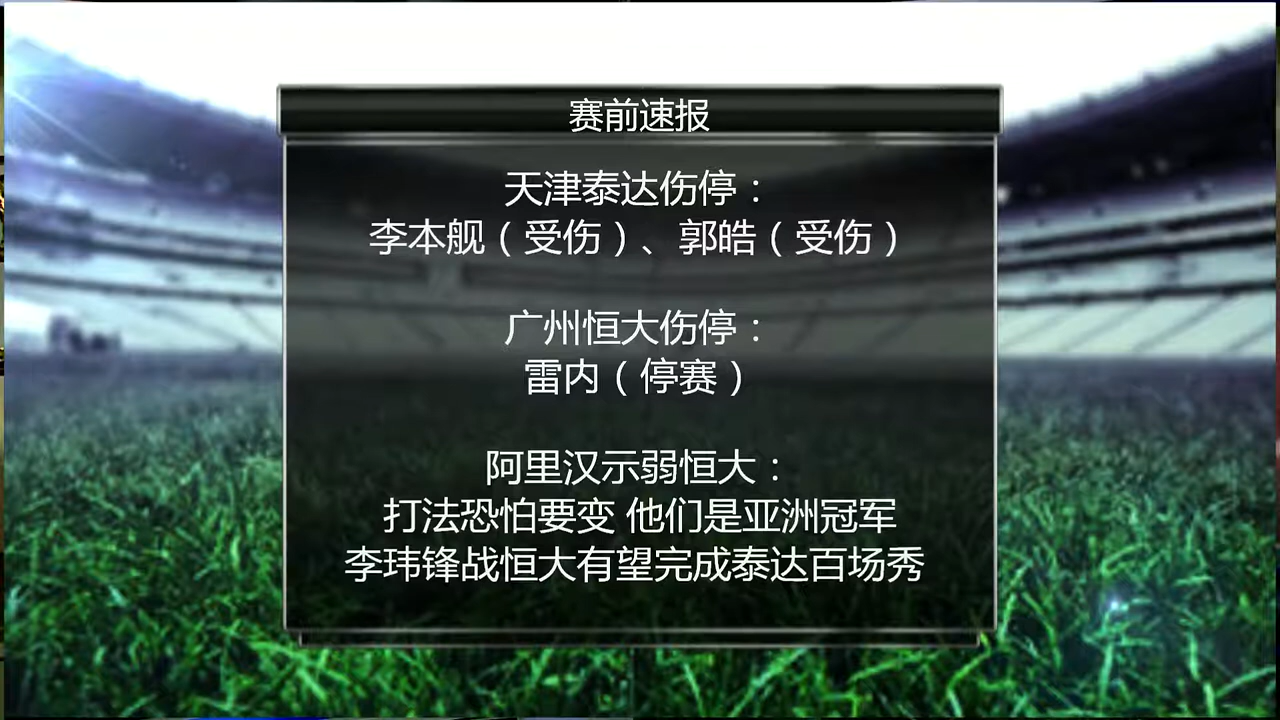 赛前速报
天津泰达伤停：
李本舰（受伤）、郭皓（受伤）
广州恒大伤停：
雷内（停赛）
阿里汉示弱恒大：
打法恐怕要变 他们是亚洲冠军
李玮锋战恒大有望完成泰达百场秀